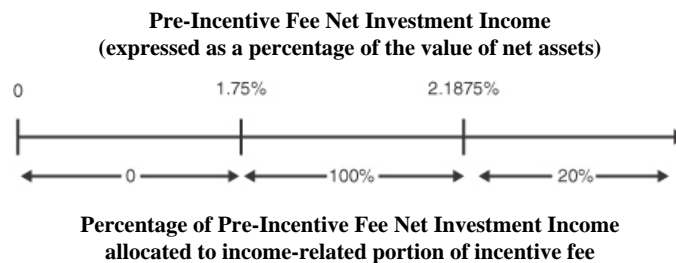 Pre-Incentive Fee Net Investment Income
(expressed as a percentage of the value of net assets)
0 1.75% 2.1875%
0 100% 20%
Percentage of Pre-Incentive Fee Net Investment Income
allocated to income-related portion of incentive fee